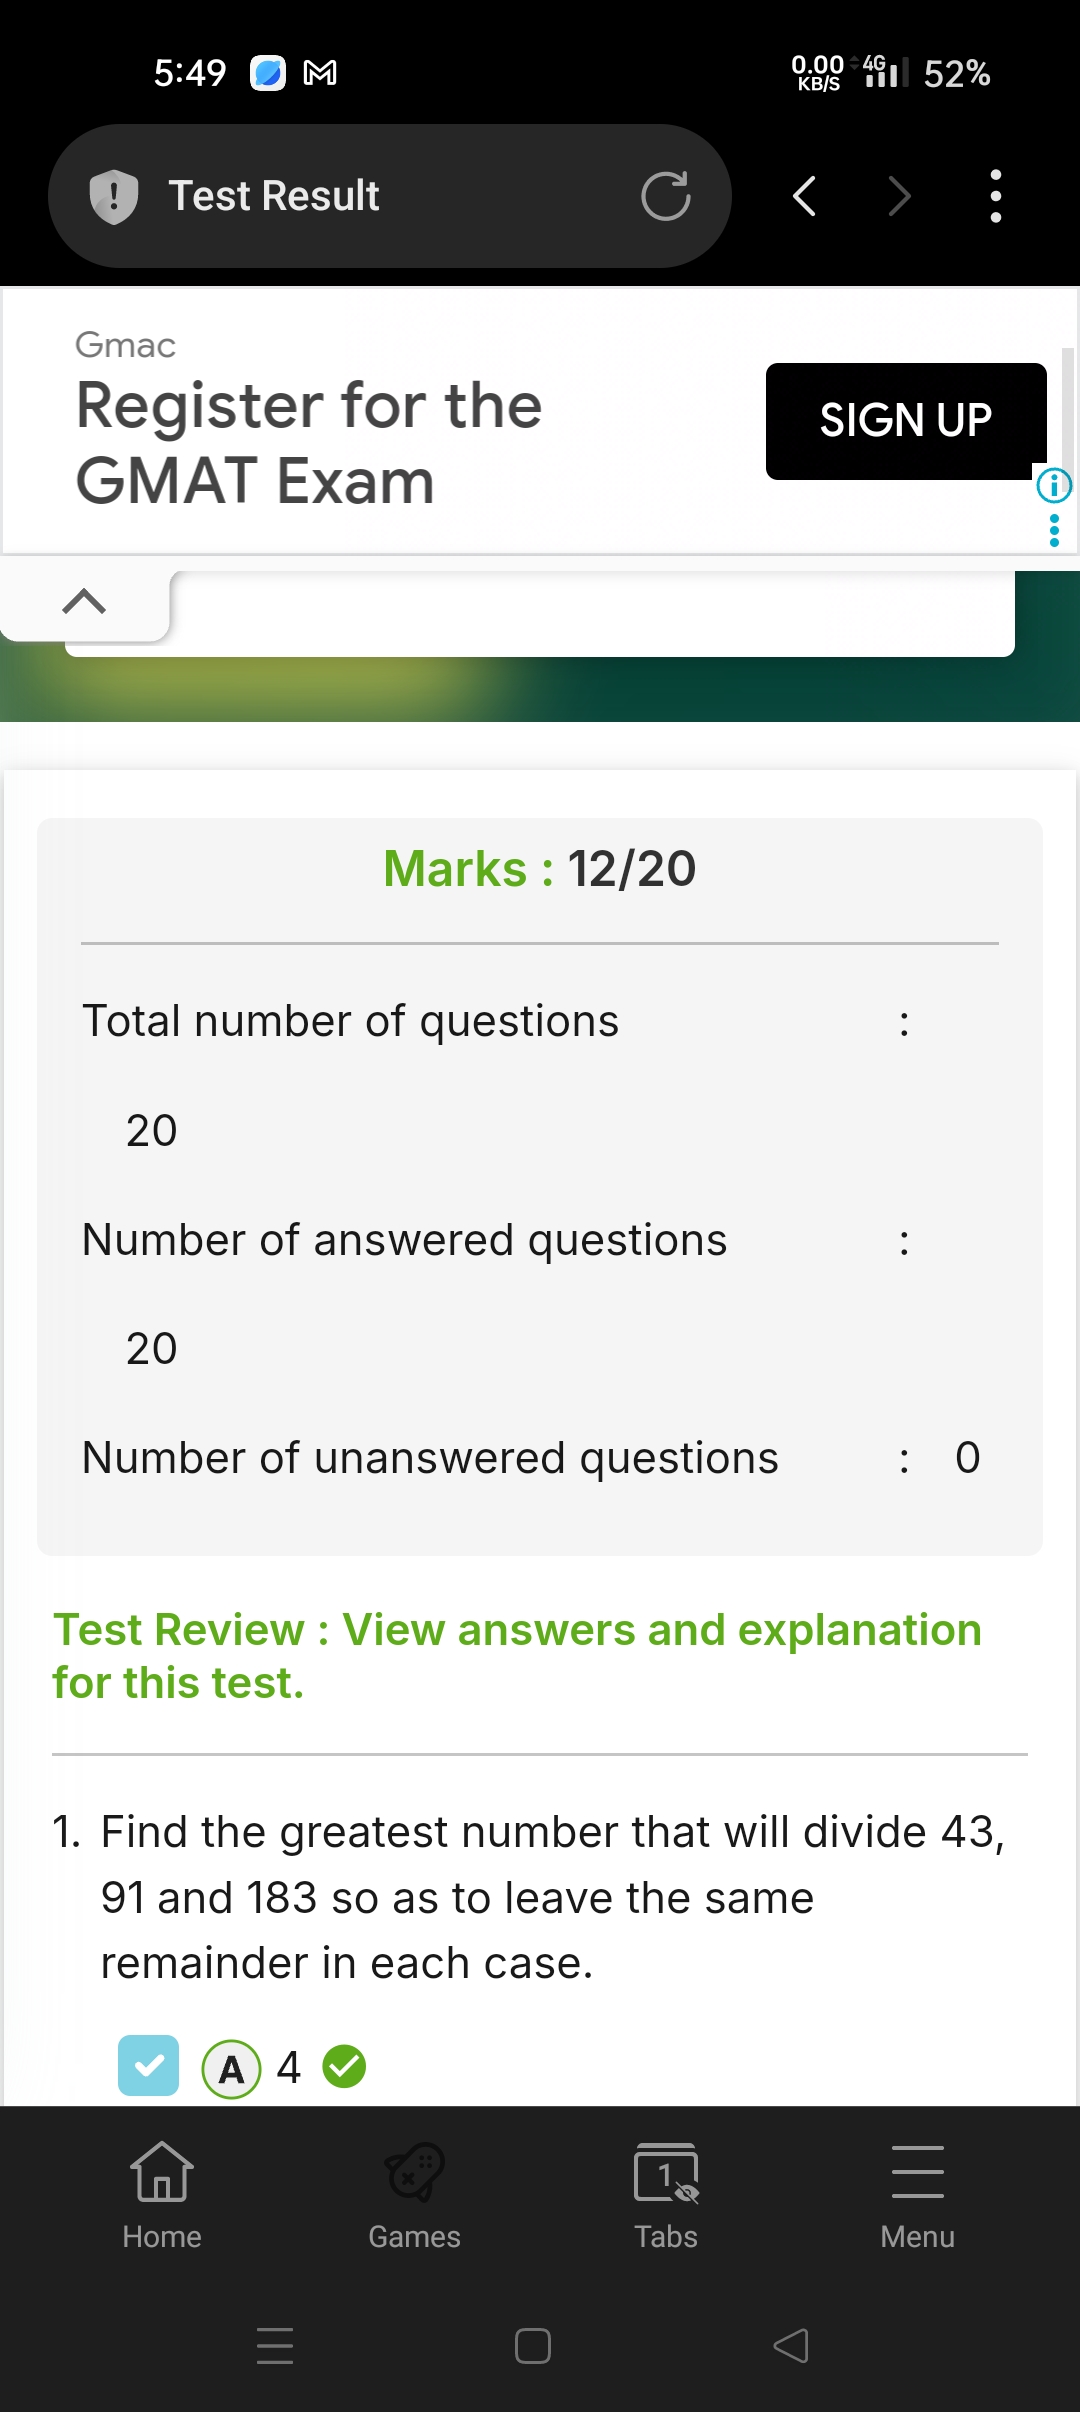 5:49
0.00 KB/S 4G 52%
Test Result
Gmac
Register for the
GMAT Exam
SIGN UP
Marks : 12/20
Total number of questions :
20
Number of answered questions :
20
Number of unanswered questions : 0
Test Review : View answers and explanation
for this test.
1. Find the greatest number that will divide 43,
91 and 183 so as to leave the same
remainder in each case.
A 4
Home Games 1 Tabs Menu